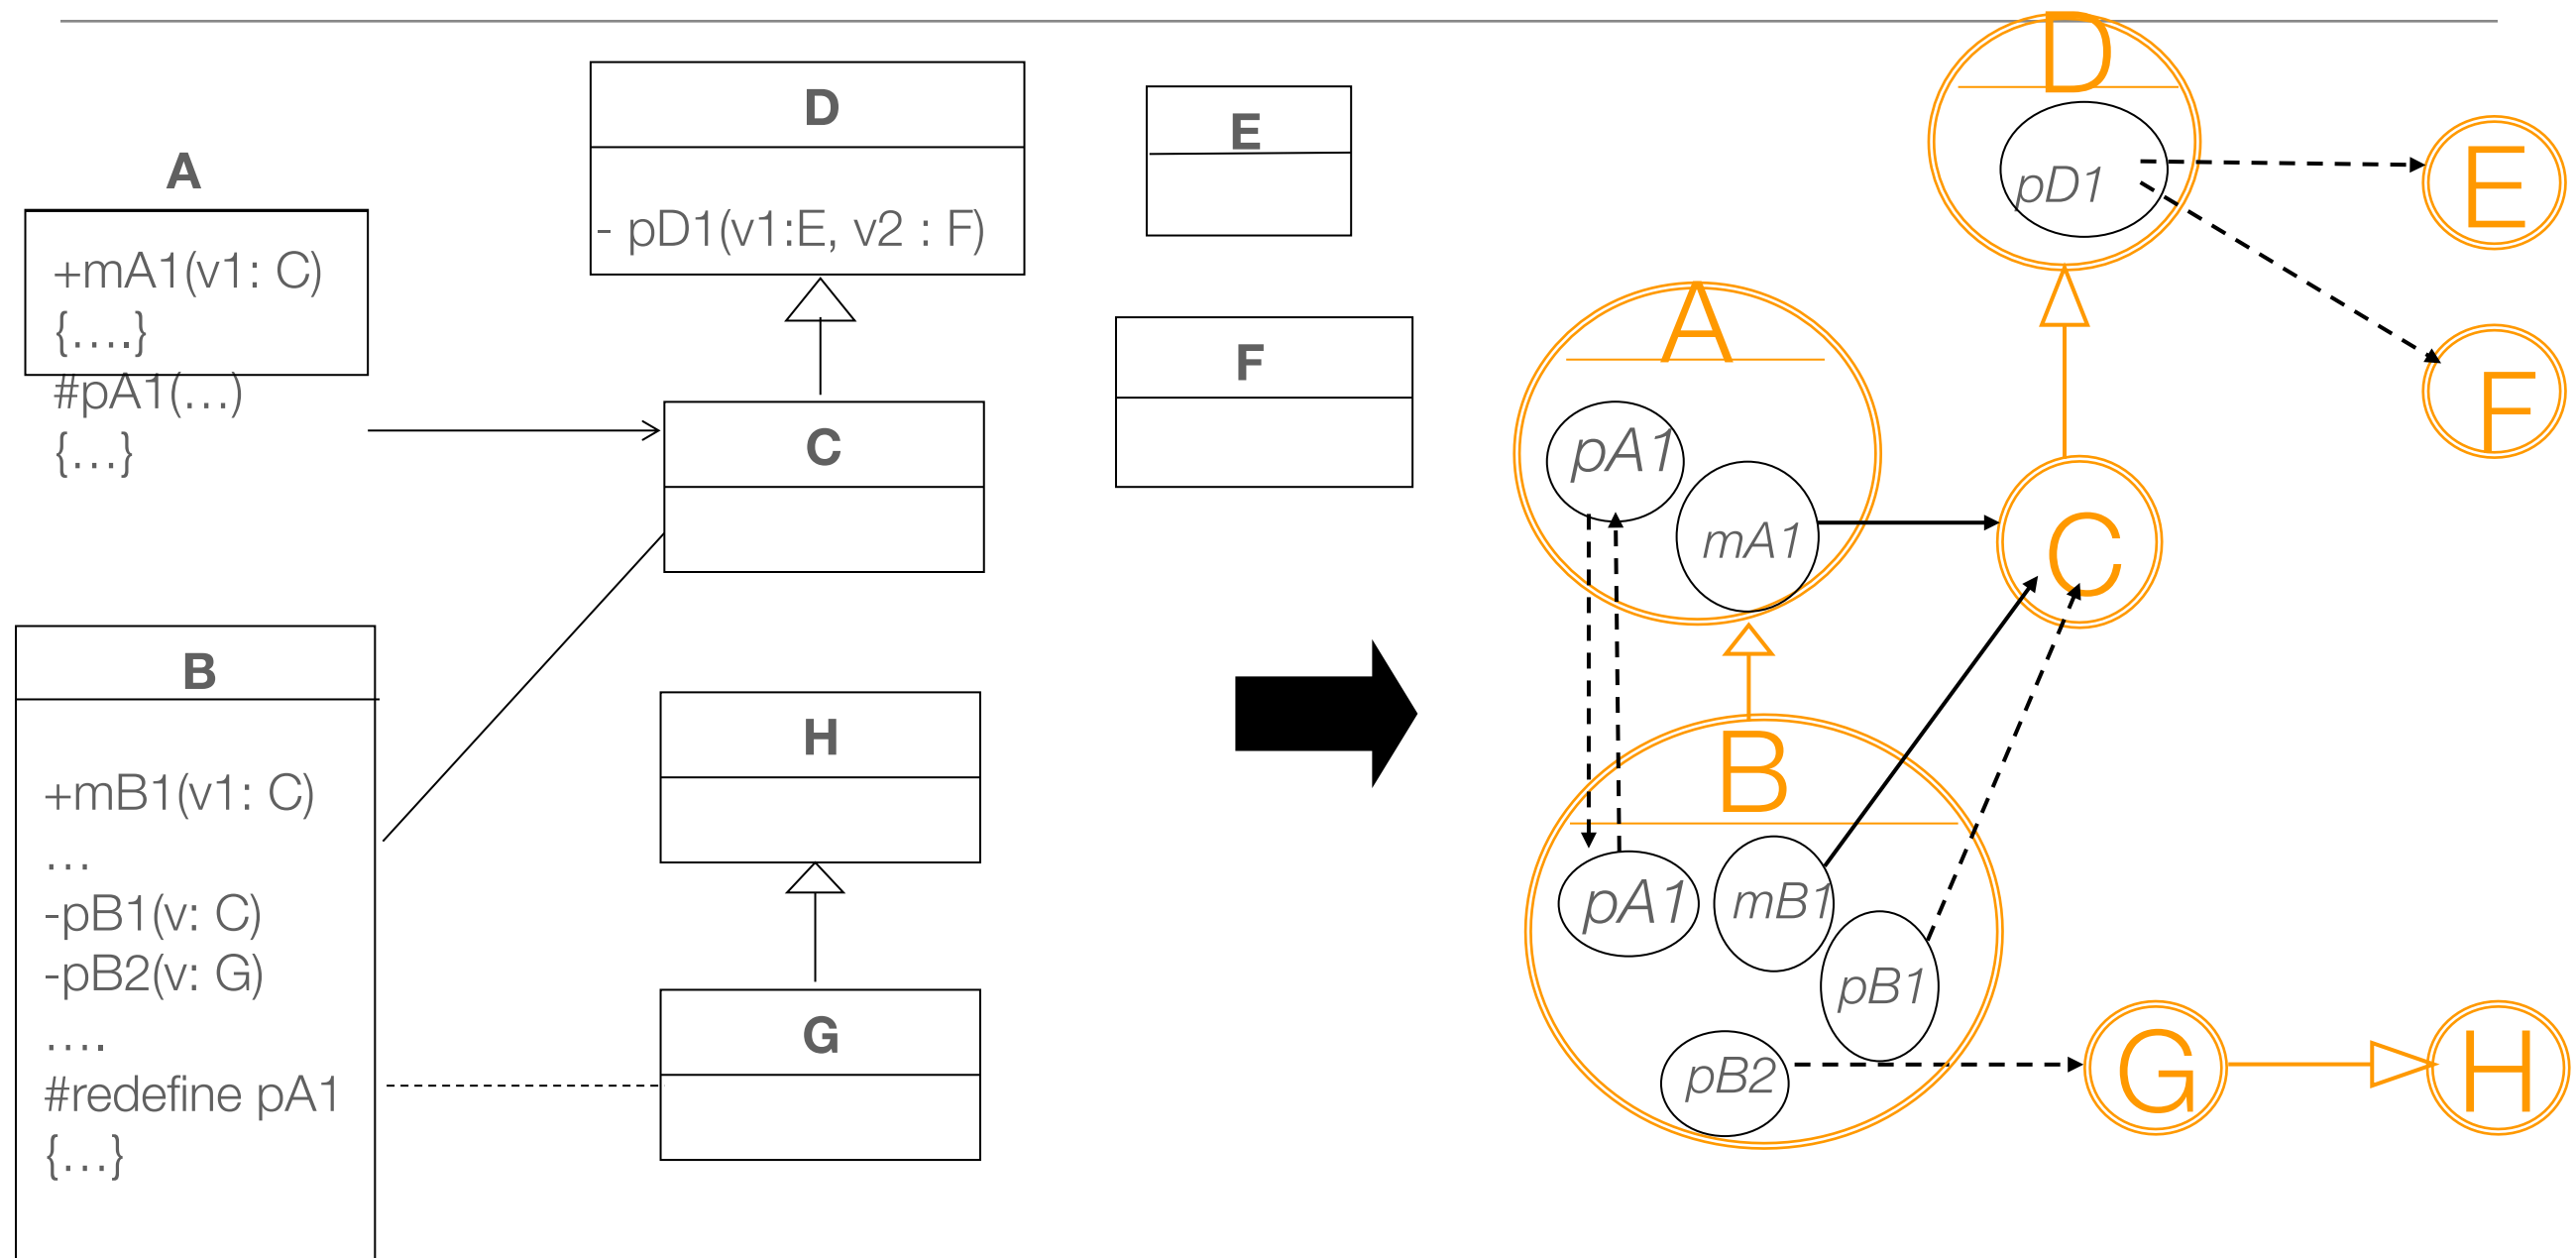 A
+mA1(v1: C)
{….}
#pA1(…)
{…}
D
- pD1(v1:E, v2 : F)
E
F
C
B
+mB1(v1: C)
…
-pB1(v: C)
-pB2(v: G)
….
#redefine pA1
{…}
H
G
D
pD1
E
F
A
pA1
mA1
C
B
pA1
mB1
pB1
pB2
G
H